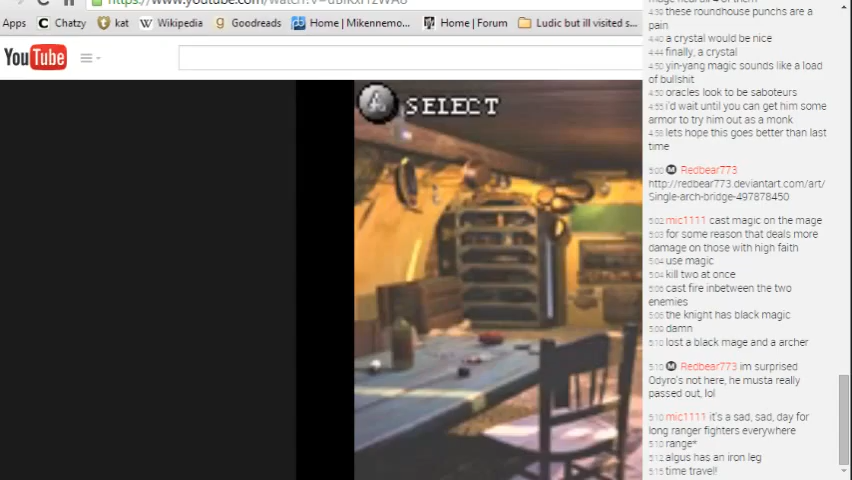 Apps Chatzy kat Wikipedia Goodreads Home | Mikennemo... Home | Forum Ludic but ill visited s...
YouTube
A SELECT
4:39 these roundhouse punchs are a
pain
4:40 a crystal would be nice
4:44 finally, a crystal
4:50 yin-yang magic sounds like a load
of bullshit
4:50 oracles look to be saboteurs
4:55 i'd wait until you can get him some
armor to try him out as a monk
4:58 lets hope this goes better than last
time
5:00 Redbear773
http://redbear773.deviantart.com/art/
Single-arch-bridge-497878450
5:02 mic1111 cast magic on the mage
5:03 for some reason that deals more
damage on those with high faith
5:04 use magic
5:04 kill two at once
5:06 cast fire inbetween the two
enemies
5:06 the knight has black magic
5:09 damn
5:10 lost a black mage and a archer
5:10 Redbear773 im surprised
Odyro's not here, he musta really
passed out, lol
5:10 mic1111 it's a sad, sad, day for
long ranger fighters everywhere
5:10 range*
5:12 algus has an iron leg
5:15 time travel!